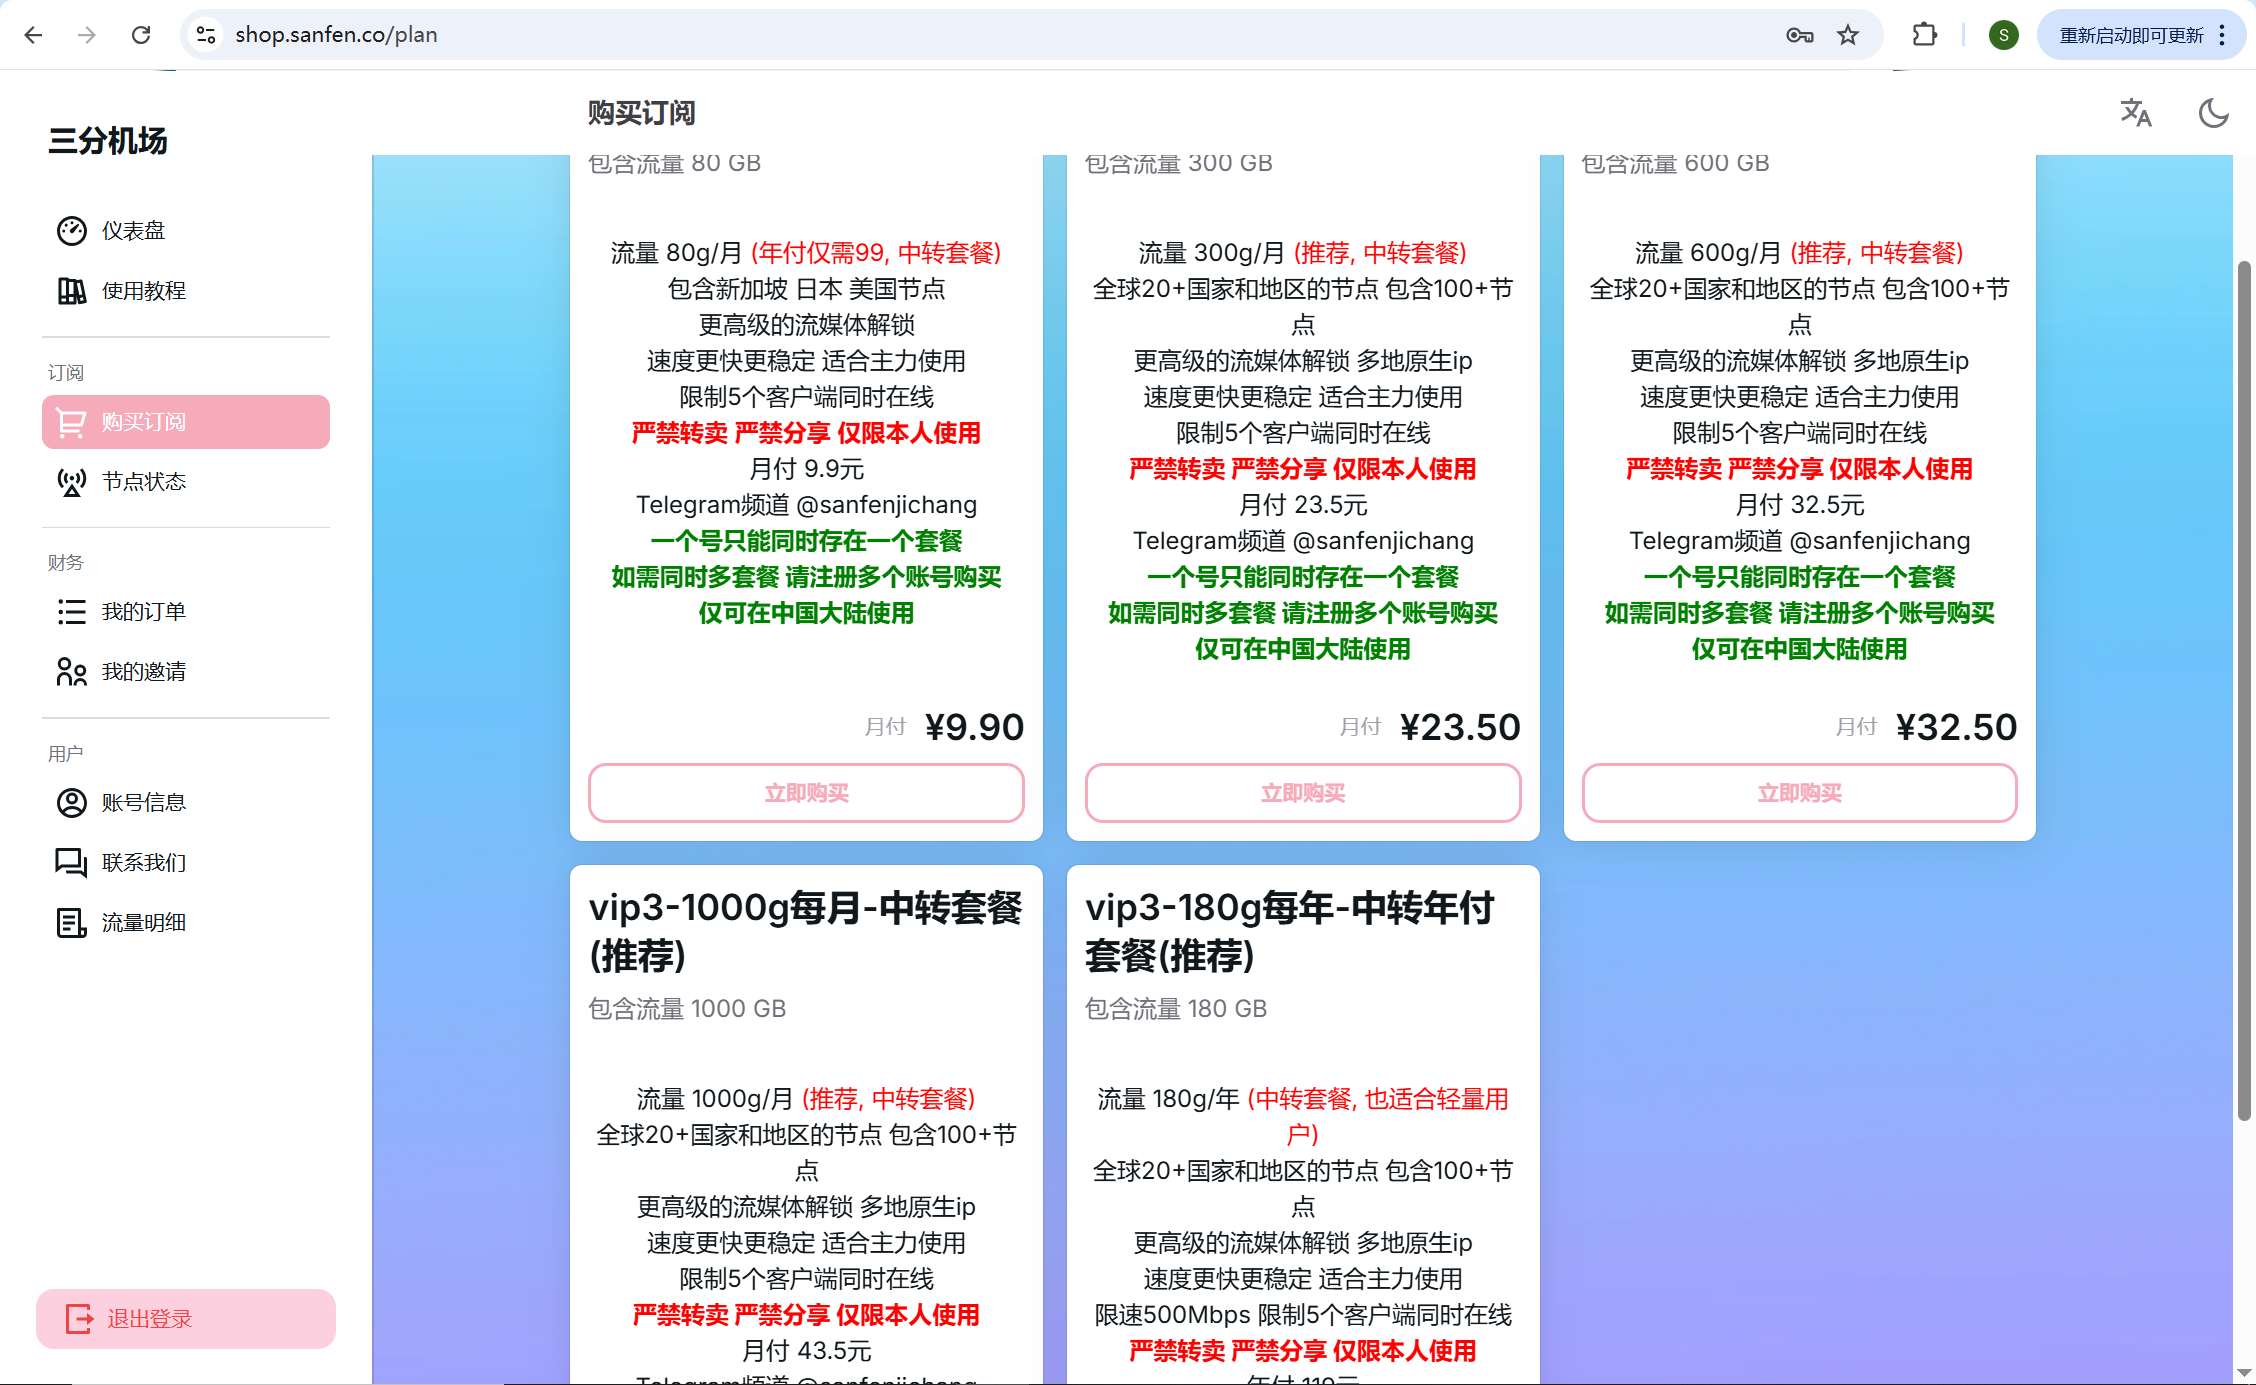 shop.sanfen.co/plan
S
重新启动即可更新
三分机场
仪表盘
使用教程
订阅
购买订阅
节点状态
财务
我的订单
我的邀请
用户
账号信息
联系我们
流量明细
退出登录
购买订阅
包含流量 80 GB
流量 80g/月 (年付仅需99, 中转套餐)
包含新加坡 日本 美国节点
更高级的流媒体解锁
速度更快更稳定 适合主力使用
限制5个客户端同时在线
严禁转卖 严禁分享 仅限本人使用
月付 9.9元
Telegram频道 @sanfenjichang
一个号只能同时存在一个套餐
如需同时多套餐 请注册多个账号购买
仅可在中国大陆使用
月付 ¥9.90
立即购买
包含流量 300 GB
流量 300g/月 (推荐, 中转套餐)
全球20+国家和地区的节点 包含100+节
点
更高级的流媒体解锁 多地原生ip
速度更快更稳定 适合主力使用
限制5个客户端同时在线
严禁转卖 严禁分享 仅限本人使用
月付 23.5元
Telegram频道 @sanfenjichang
一个号只能同时存在一个套餐
如需同时多套餐 请注册多个账号购买
仅可在中国大陆使用
月付 ¥23.50
立即购买
包含流量 600 GB
流量 600g/月 (推荐, 中转套餐)
全球20+国家和地区的节点 包含100+节
点
更高级的流媒体解锁 多地原生ip
速度更快更稳定 适合主力使用
限制5个客户端同时在线
严禁转卖 严禁分享 仅限本人使用
月付 32.5元
Telegram频道 @sanfenjichang
一个号只能同时存在一个套餐
如需同时多套餐 请注册多个账号购买
仅可在中国大陆使用
月付 ¥32.50
立即购买
vip3-1000g每月-中转套餐
(推荐)
包含流量 1000 GB
流量 1000g/月 (推荐, 中转套餐)
全球20+国家和地区的节点 包含100+节
点
更高级的流媒体解锁 多地原生ip
速度更快更稳定 适合主力使用
限制5个客户端同时在线
严禁转卖 严禁分享 仅限本人使用
月付 43.5元
Telegram频道 @sanfenjichang
vip3-180g每年-中转年付
套餐(推荐)
包含流量 180 GB
流量 180g/年 (中转套餐, 也适合轻量用
户)
全球20+国家和地区的节点 包含100+节
点
更高级的流媒体解锁 多地原生ip
速度更快更稳定 适合主力使用
限速500Mbps 限制5个客户端同时在线
严禁转卖 严禁分享 仅限本人使用